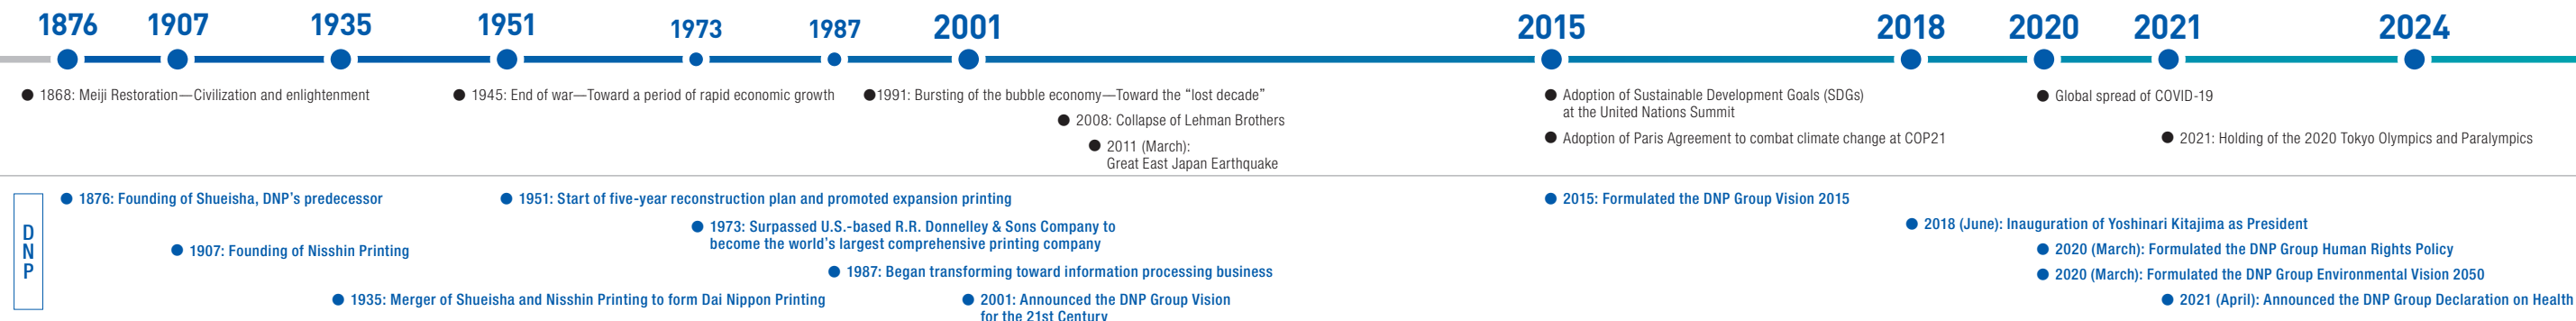 1876 1907 1935 1951 1973 1987 2001 2015 2018 2020 2021 2024
1868: Meiji Restoration—Civilization and enlightenment
1945: End of war—Toward a period of rapid economic growth
1991: Bursting of the bubble economy—Toward the “lost decade”
2008: Collapse of Lehman Brothers
2011 (March):
Great East Japan Earthquake
Adoption of Sustainable Development Goals (SDGs)
at the United Nations Summit
Adoption of Paris Agreement to combat climate change at COP21
Global spread of COVID-19
2021: Holding of the 2020 Tokyo Olympics and Paralympics
DNP
1876: Founding of Shueisha, DNP’s predecessor
1907: Founding of Nisshin Printing
1935: Merger of Shueisha and Nisshin Printing to form Dai Nippon Printing
1951: Start of five-year reconstruction plan and promoted expansion printing
1973: Surpassed U.S.-based R.R. Donnelley & Sons Company to
become the world’s largest comprehensive printing company
1987: Began transforming toward information processing business
2001: Announced the DNP Group Vision
for the 21st Century
2015: Formulated the DNP Group Vision 2015
2018 (June): Inauguration of Yoshinari Kitajima as President
2020 (March): Formulated the DNP Group Human Rights Policy
2020 (March): Formulated the DNP Group Environmental Vision 2050
2021 (April): Announced the DNP Group Declaration on Health